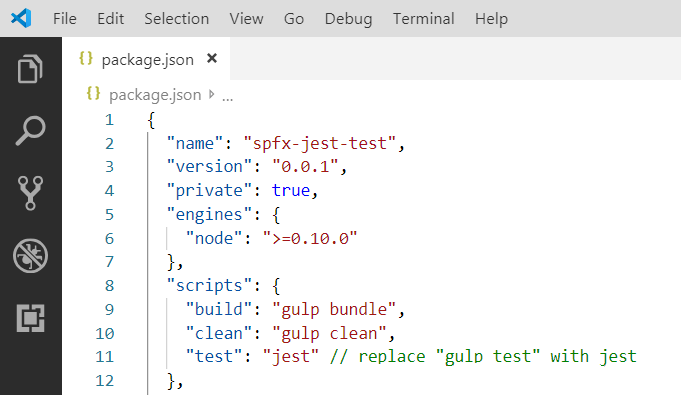 File Edit Selection View Go Debug Terminal Help
{} package.json ×
{} package.json ▸ ...
1 {
2 "name": "spfx-jest-test",
3 "version": "0.0.1",
4 "private": true,
5 "engines": {
6 "node": ">=0.10.0"
7 },
8 "scripts": {
9 "build": "gulp bundle",
10 "clean": "gulp clean",
11 "test": "jest" // replace "gulp test" with jest
12 },